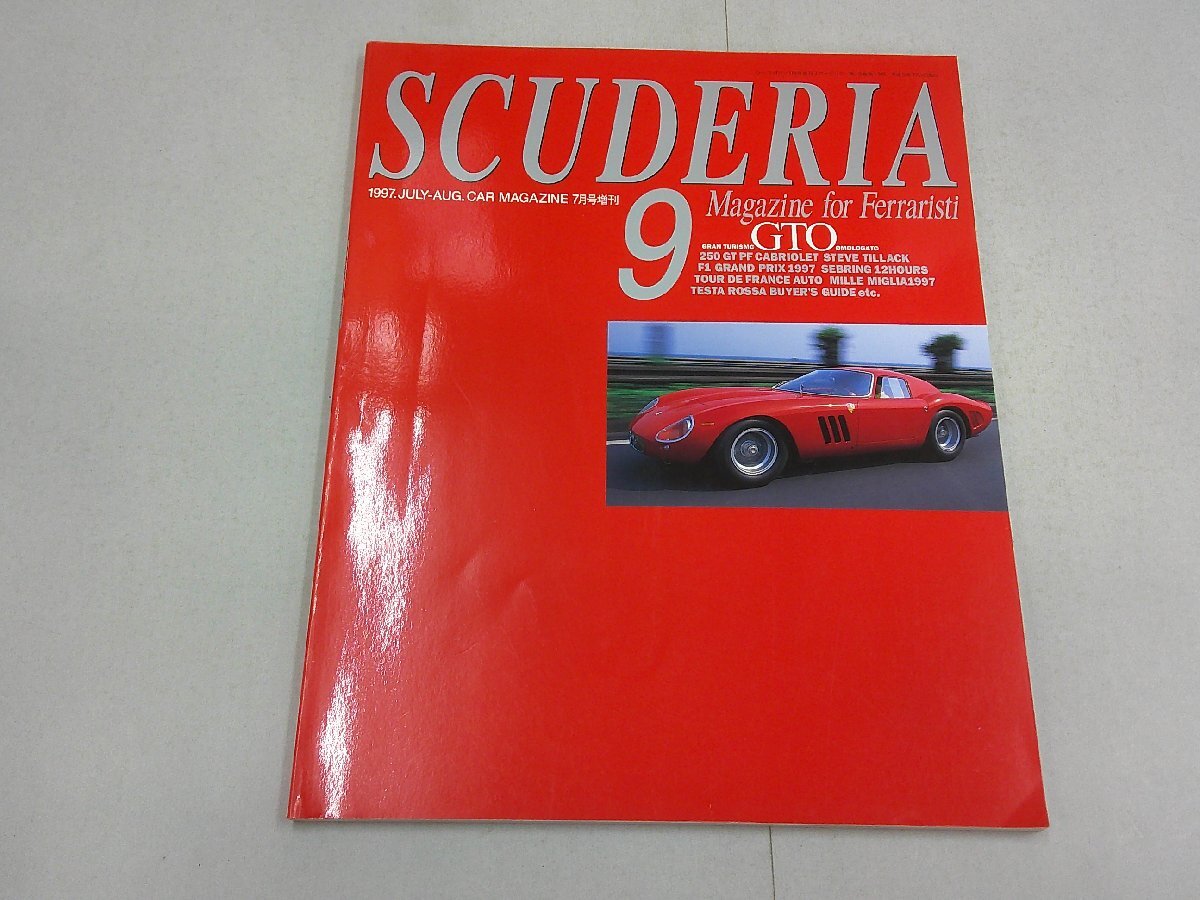 SCUDERIA
1997. JULY-AUG. CAR MAGAZINE 7月号増刊
9
Magazine for Ferraristi
GRAN TURISMO GTO OMOLOGATO
250 GT PF CABRIOLET STEVE TILLACK
F1 GRAND PRIX 1997 SEBRING 12HOURS
TOUR DE FRANCE AUTO MILLE MIGLIA 1997
TESTA ROSSA BUYER'S GUIDE etc.